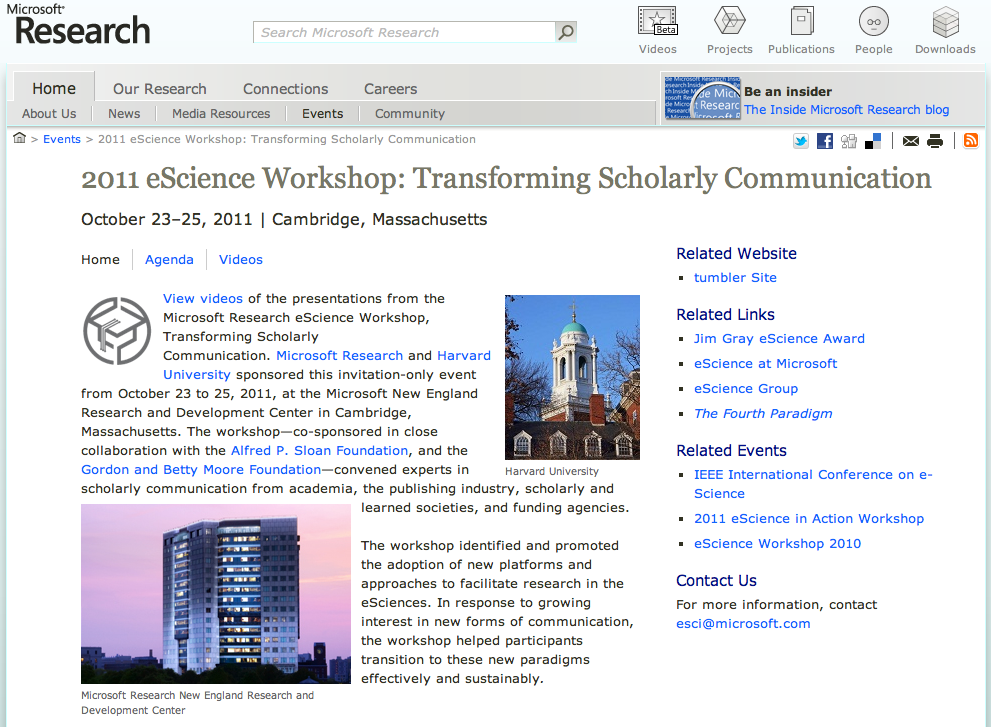 Microsoft®
Research
Search Microsoft Research
Beta
Videos
Projects
Publications
People
Downloads
Home
Our Research
Connections
Careers
About Us
News
Media Resources
Events
Community
Be an insider
The Inside Microsoft Research blog
> Events > 2011 eScience Workshop: Transforming Scholarly Communication
2011 eScience Workshop: Transforming Scholarly Communication
October 23–25, 2011 | Cambridge, Massachusetts
Home
Agenda
Videos
View videos of the presentations from the
Microsoft Research eScience Workshop,
Transforming Scholarly
Communication. Microsoft Research and Harvard
University sponsored this invitation-only event
from October 23 to 25, 2011, at the Microsoft New England
Research and Development Center in Cambridge,
Massachusetts. The workshop—co-sponsored in close
collaboration with the Alfred P. Sloan Foundation, and the
Gordon and Betty Moore Foundation—convened experts in
scholarly communication from academia, the publishing industry, scholarly and
learned societies, and funding agencies.
Harvard University
The workshop identified and promoted
the adoption of new platforms and
approaches to facilitate research in the
eSciences. In response to growing
interest in new forms of communication,
the workshop helped participants
transition to these new paradigms
effectively and sustainably.
Microsoft Research New England Research and
Development Center
Related Website
tumbler Site
Related Links
Jim Gray eScience Award
eScience at Microsoft
eScience Group
The Fourth Paradigm
Related Events
IEEE International Conference on e-
Science
2011 eScience in Action Workshop
eScience Workshop 2010
Contact Us
For more information, contact
esci@microsoft.com